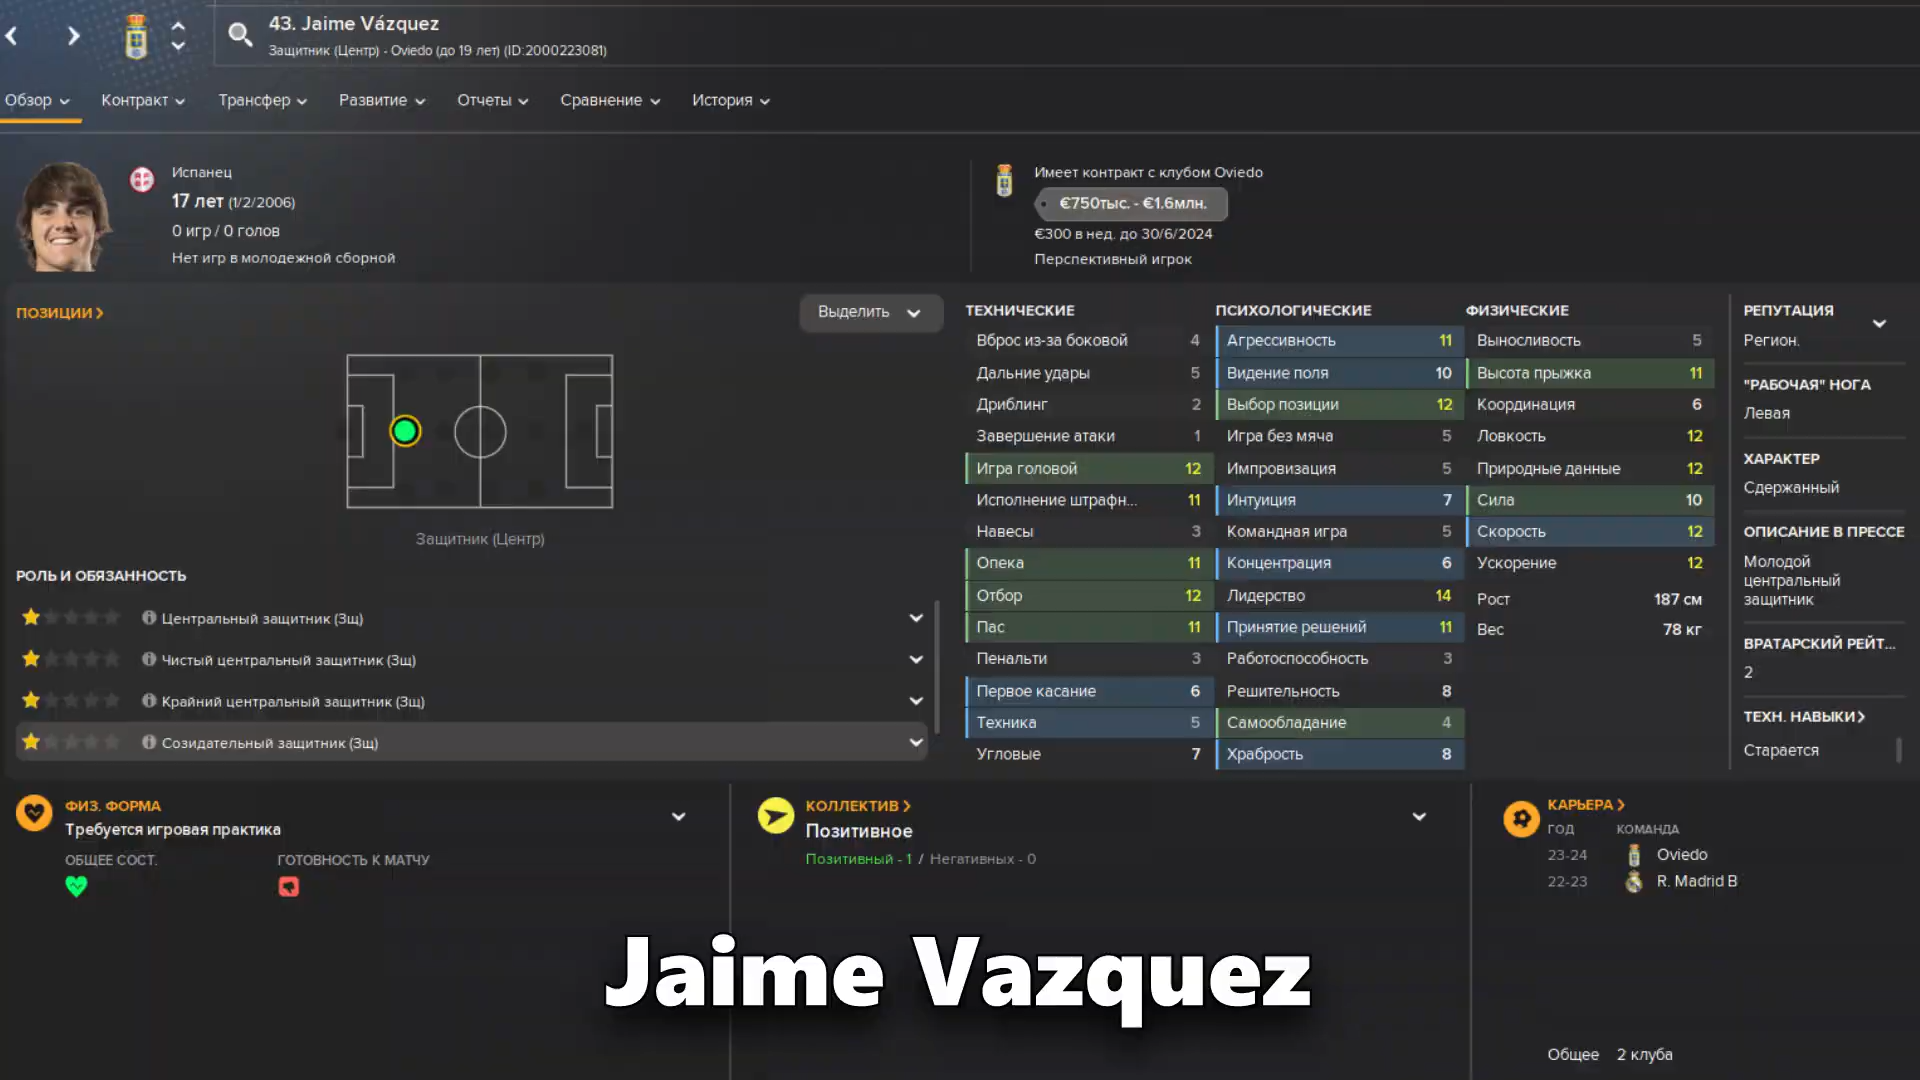 43. Jaime Vázquez
Защитник (Центр) - Oviedo (до 19 лет) (ID:2000223081)
Обзор Контракт Трансфер Развитие Отчеты Сравнение История
Испанец
17 лет (1/2/2006)
0 игр / 0 голов
Нет игр в молодежной сборной
Имеет контракт с клубом Oviedo
€750тыс. - €1.6млн.
€300 в нед. до 30/6/2024
Перспективный игрок
ПОЗИЦИИ
Выделить
Защитник (Центр)
РОЛЬ И ОБЯЗАННОСТЬ
Центральный защитник (Зщ)
Чистый центральный защитник (Зщ)
Крайний центральный защитник (Зщ)
Созидательный защитник (Зщ)
ТЕХНИЧЕСКИЕ
Вброс из-за боковой 4
Дальние удары 5
Дриблинг 2
Завершение атаки 1
Игра головой 12
Исполнение штрафн... 11
Навесы 3
Опека 11
Отбор 12
Пас 11
Пенальти 3
Первое касание 6
Техника 5
Угловые 7
ПСИХОЛОГИЧЕСКИЕ
Агрессивность 11
Видение поля 10
Выбор позиции 12
Игра без мяча 5
Импровизация 5
Интуиция 7
Командная игра 5
Концентрация 6
Лидерство 14
Принятие решений 11
Работоспособность 3
Решительность 8
Самообладание 4
Храбрость 8
ФИЗИЧЕСКИЕ
Выносливость 5
Высота прыжка 11
Координация 6
Ловкость 12
Природные данные 12
Сила 10
Скорость 12
Ускорение 12
Рост 187 см
Вес 78 кг
РЕПУТАЦИЯ
Регион.
"РАБОЧАЯ" НОГА
Левая
ХАРАКТЕР
Сдержанный
ОПИСАНИЕ В ПРЕССЕ
Молодой
центральный
защитник
ВРАТАРСКИЙ РЕЙТ...
2
ТЕХН. НАВЫКИ
Старается
ФИЗ. ФОРМА
Требуется игровая практика
ОБЩЕЕ СОСТ. ГОТОВНОСТЬ К МАТЧУ
КОЛЛЕКТИВ
Позитивное
Позитивный - 1 / Негативных - 0
КАРЬЕРА
ГОД КОМАНДА
23-24 Oviedo
22-23 R. Madrid B
Общее 2 клуба
Jaime Vazquez